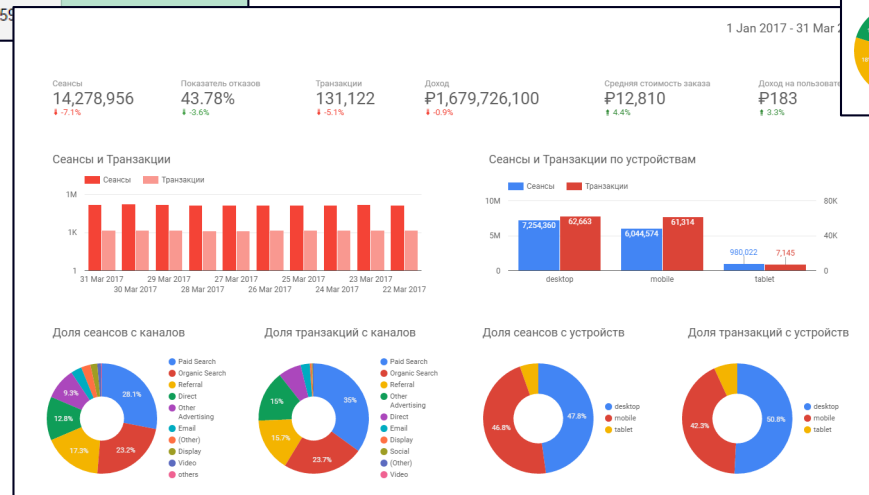 59
1 Jan 2017 - 31 Mar
Сеансы
14,278,956
-7.1%
Показатель отказов
43.78%
-3.6%
Транзакции
131,122
-5.1%
Доход
₽1,679,726,100
-0.9%
Средняя стоимость заказа
₽12,810
4.4%
Доход на пользовате
₽183
3.3%
Сеансы и Транзакции
Сеансы Транзакции
1M
1K
1
31 Mar 2017 29 Mar 2017 27 Mar 2017 25 Mar 2017 23 Mar 2017
30 Mar 2017 28 Mar 2017 26 Mar 2017 24 Mar 2017 22 Mar 2017
Сеансы и Транзакции по устройствам
Сеансы Транзакции
10M 80K
7,254,360 62,663 6,044,574 61,314
5M 40K
980,022 7,145
0 0
desktop mobile tablet
Доля сеансов с каналов
28.1%
23.2%
17.3%
12.8%
9.3%
Paid Search
Organic Search
Referral
Direct
Other
Advertising
Email
(Other)
Display
Video
others
Доля транзакций с каналов
35%
23.7%
15.7%
15%
Paid Search
Organic Search
Referral
Other
Advertising
Direct
Email
Display
Social
(Other)
Video
Доля сеансов с устройств
47.8%
46.8%
desktop
mobile
tablet
Доля транзакций с устройств
50.8%
42.3%
desktop
mobile
tablet